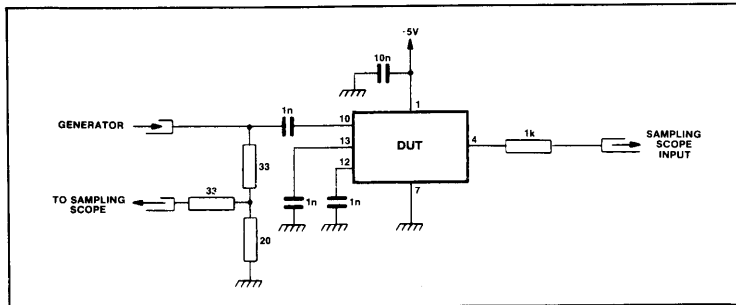 -5V
10n
1n
1
GENERATOR
10
13
12
DUT
4
1k
SAMPLING
SCOPE
INPUT
33
7
33
TO SAMPLING
SCOPE
1n
1n
20